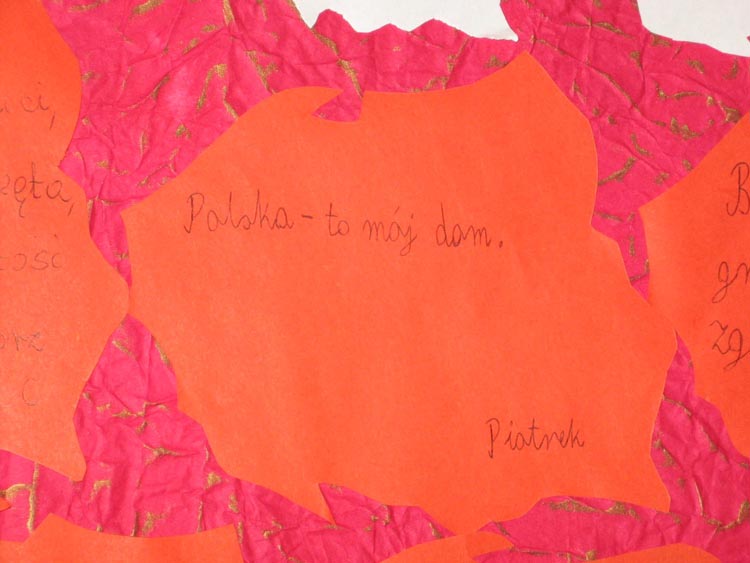 Polska - to mój dom.
Piotrek